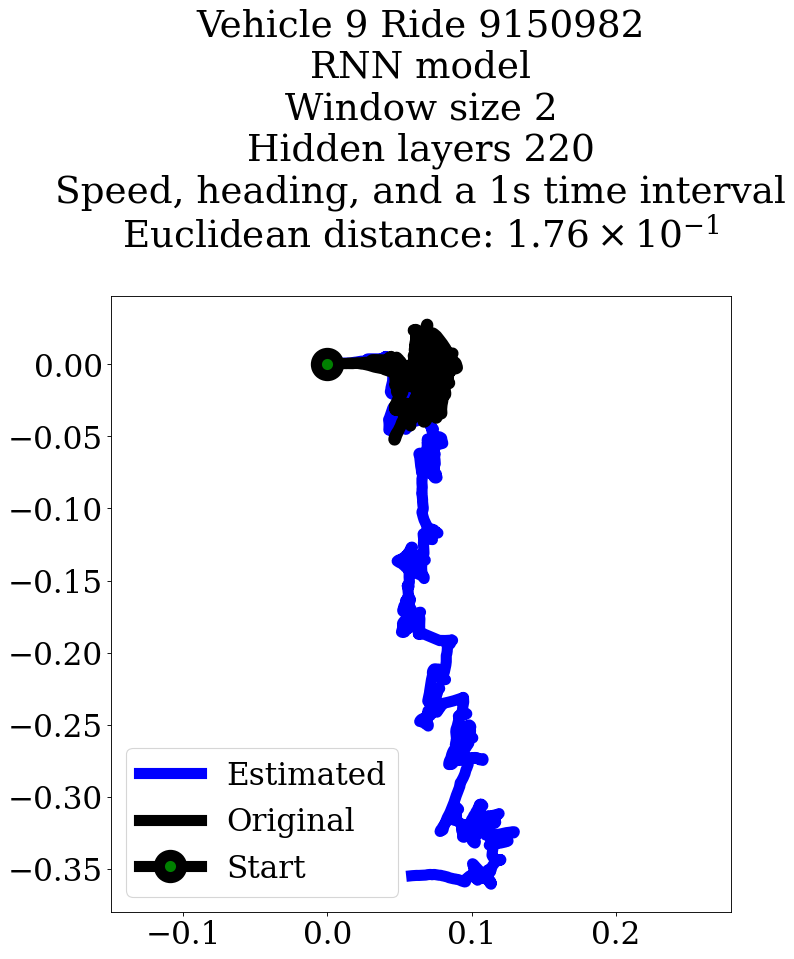 Vehicle 9 Ride 9150982
RNN model
Window size 2
Hidden layers 220
Speed, heading, and a 1s time interval
Euclidean distance: 1.76 × 10⁻¹
0.00
−0.05
−0.10
−0.15
−0.20
−0.25
−0.30
−0.35
Estimated
Original
Start
−0.1
0.0
0.1
0.2